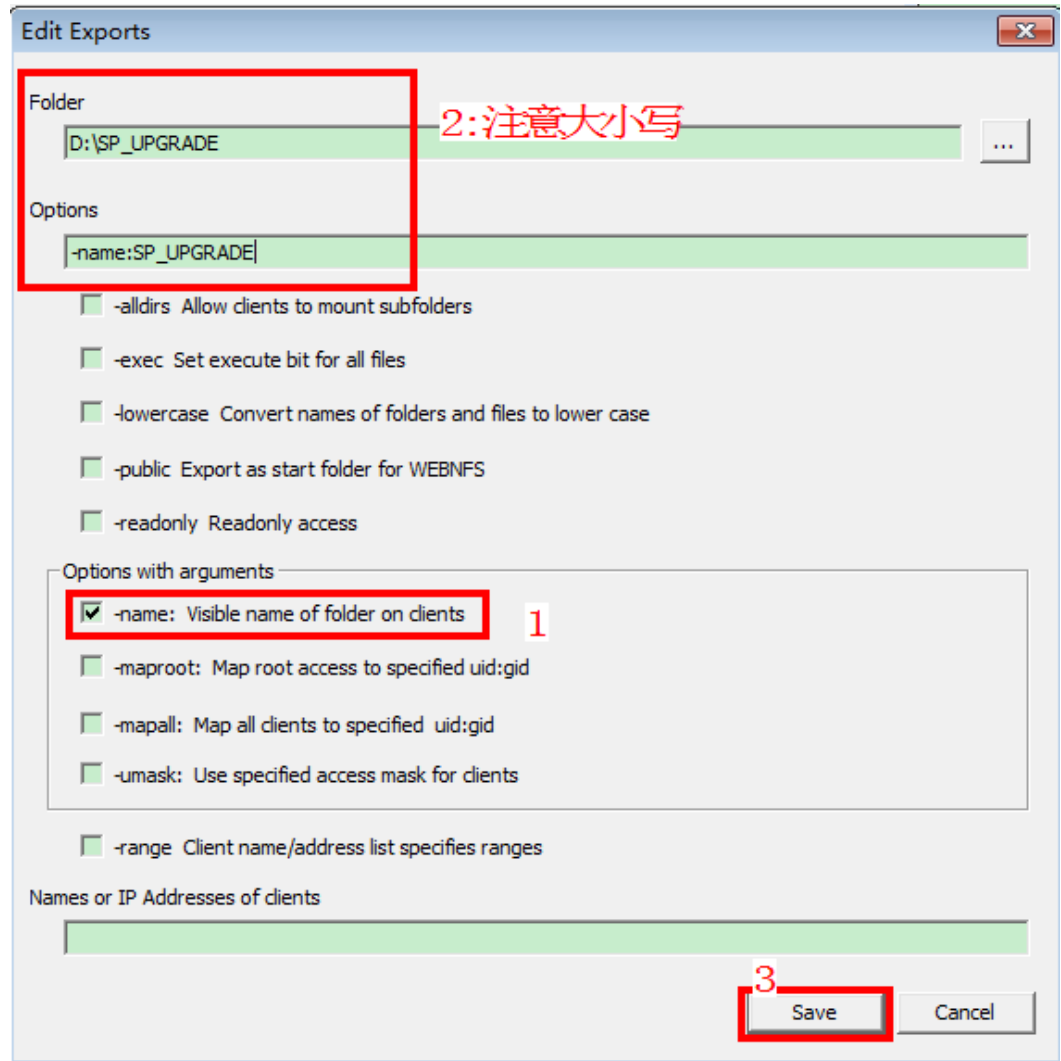 Edit Exports
Folder
2:注意大小写
D:\SP_UPGRADE
...
Options
-name:SP_UPGRADE
-alldirs Allow clients to mount subfolders
-exec Set execute bit for all files
-lowercase Convert names of folders and files to lower case
-public Export as start folder for WEBNFS
-readonly Readonly access
Options with arguments
-name: Visible name of folder on clients
1
-maproot: Map root access to specified uid:gid
-mapall: Map all clients to specified uid:gid
-umask: Use specified access mask for clients
-range Client name/address list specifies ranges
Names or IP Addresses of clients
3
Save Cancel